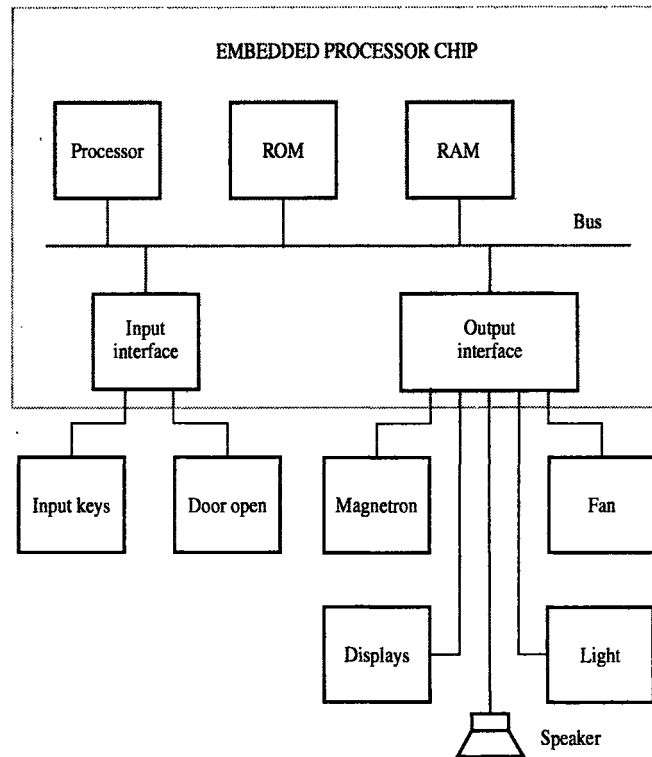 EMBEDDED PROCESSOR CHIP
Processor
ROM
RAM
Bus
Input
interface
Output
interface
Input keys
Door open
Magnetron
Fan
Displays
Light
Speaker